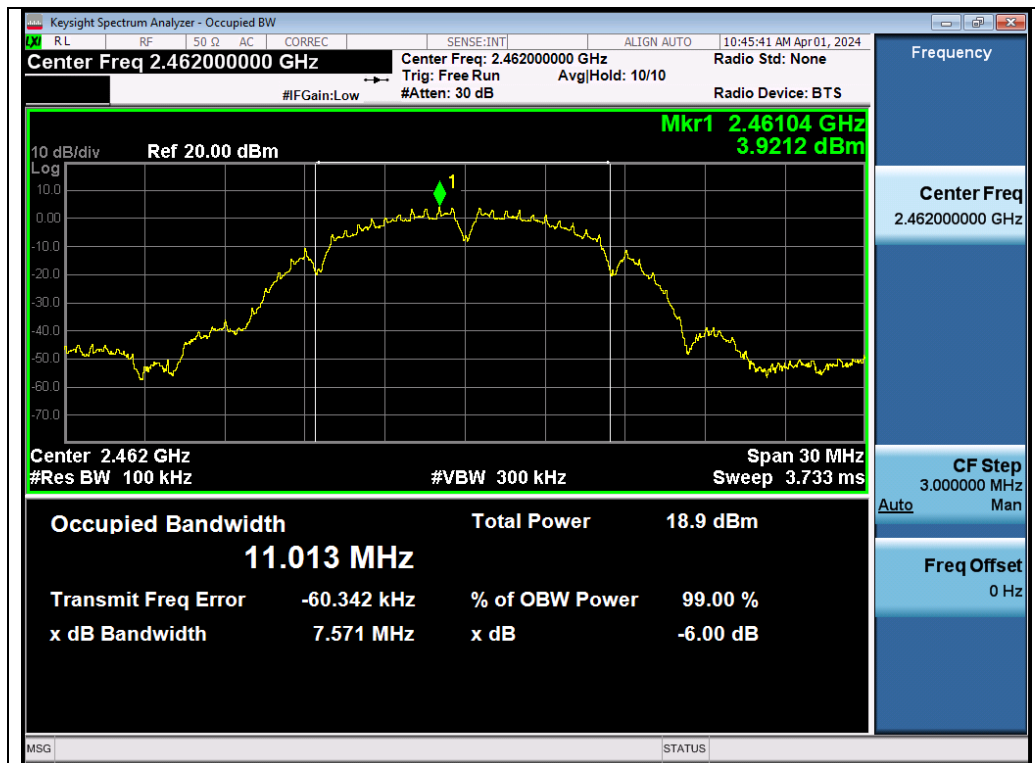 Keysight Spectrum Analyzer - Occupied BW
LXI RL RF 50 Ω AC CORREC SENSE:INT ALIGN AUTO 10:45:41 AM Apr 01, 2024
Center Freq 2.462000000 GHz
#IFGain:Low
Center Freq: 2.462000000 GHz
Trig: Free Run Avg|Hold: 10/10
#Atten: 30 dB
Radio Std: None
Radio Device: BTS
Mkr1 2.46104 GHz
3.9212 dBm
10 dB/div Ref 20.00 dBm
Log
10.0
1
0.00
-10.0
-20.0
-30.0
-40.0
-50.0
-60.0
-70.0
Center 2.462 GHz Span 30 MHz
#Res BW 100 kHz #VBW 300 kHz Sweep 3.733 ms
Occupied Bandwidth Total Power 18.9 dBm
11.013 MHz
Transmit Freq Error -60.342 kHz % of OBW Power 99.00 %
x dB Bandwidth 7.571 MHz x dB -6.00 dB
Frequency
Center Freq
2.462000000 GHz
CF Step
3.000000 MHz
Auto Man
Freq Offset
0 Hz
MSG STATUS